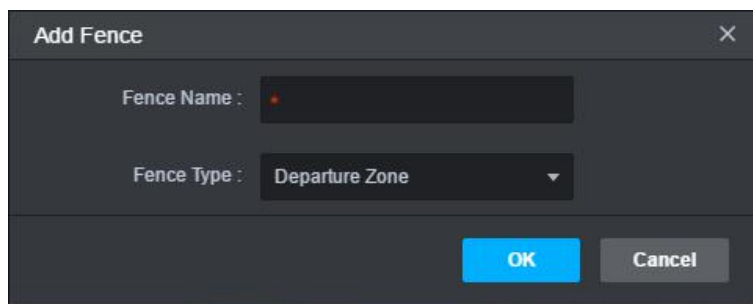 Add Fence
Fence Name :
*
Fence Type :
Departure Zone
OK
Cancel